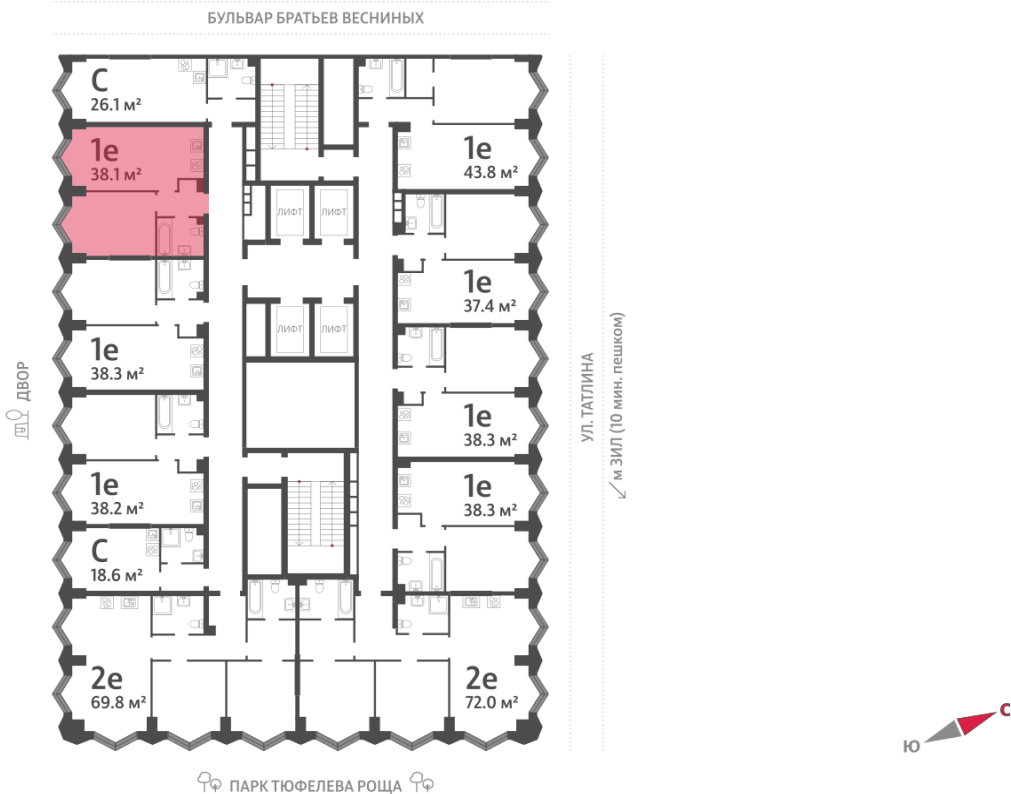 БУЛЬВАР БРАТЬЕВ ВЕСНИНЫХ
С
26.1 м²
1е
38.1 м²
1е
43.8 м²
ЛИФТ
ЛИФТ
1е
37.4 м²
ЛИФТ
ЛИФТ
1е
38.3 м²
1е
38.3 м²
1е
38.2 м²
1е
38.3 м²
С
18.6 м²
2е
69.8 м²
2е
72.0 м²
ДВОР
УЛ. ТАТЛИНА
м ЗИЛ (10 мин. пешком)
ПАРК ТЮФЕЛЕВА РОЩА
С
Ю